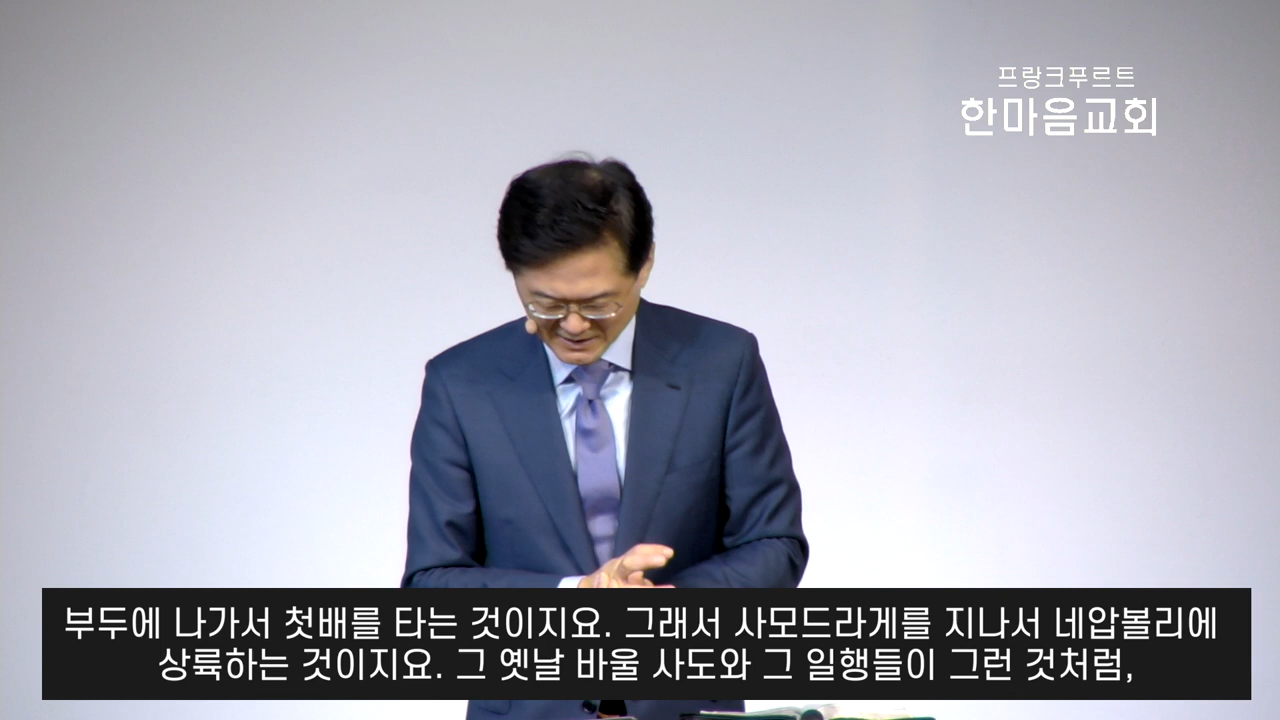 프랑크푸르트
한마음교회
부두에 나가서 첫배를 타는 것이지요. 그래서 사모드라게를 지나서 네압볼리에
상륙하는 것이지요. 그 옛날 바울 사도와 그 일행들이 그런 것처럼,